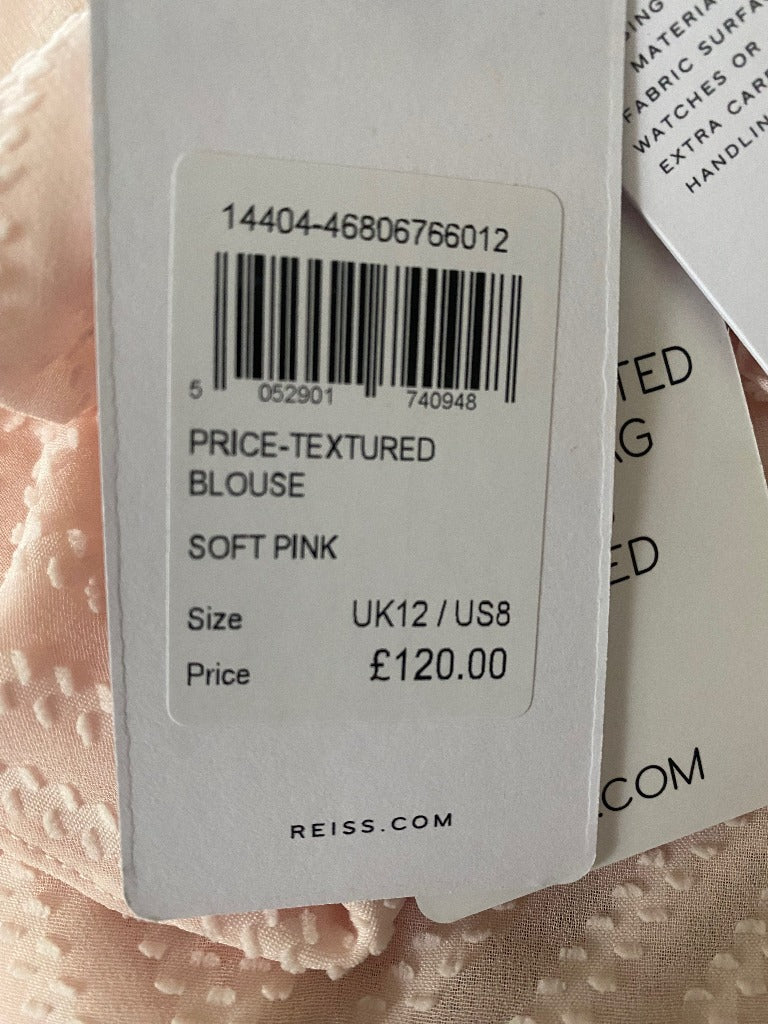 14404-46806766012
5 052901 740948
PRICE-TEXTURED
BLOUSE
SOFT PINK
Size UK12 / US8
Price £120.00
REISS.COM
MATERIA
FABRIC SURFA
WATCHES OR
EXTRA CAR
HANDLIN
TED
AG
ED
.COM